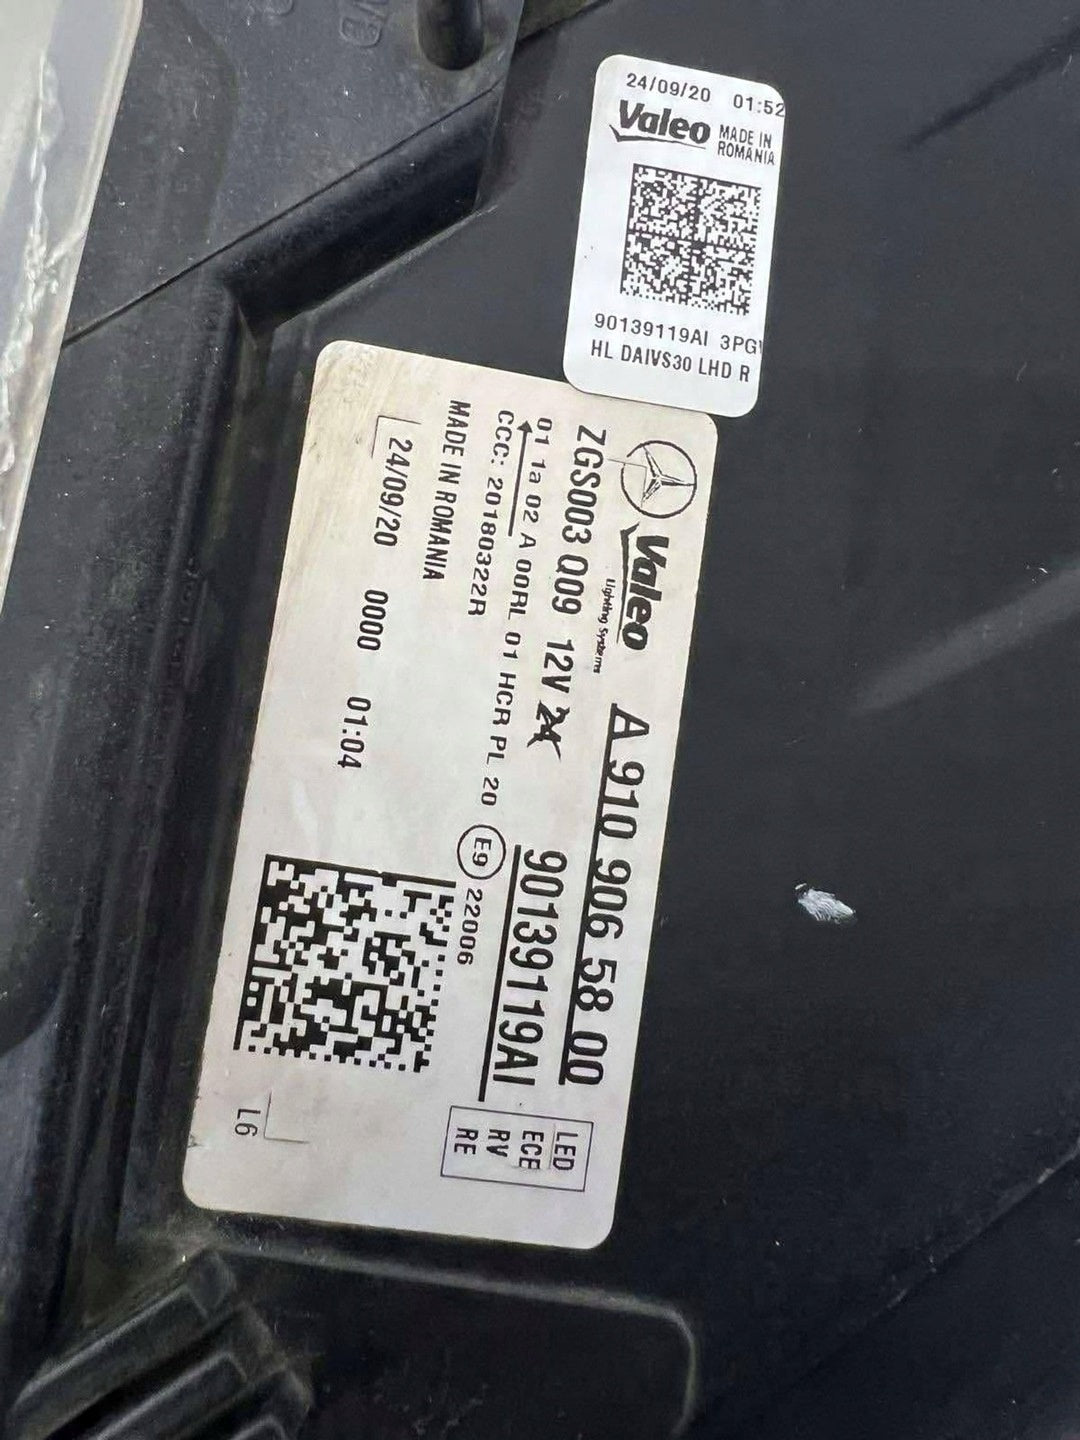 24/09/20 01:52
Valeo MADE IN
ROMANIA
90139119AI 3PG
HL DAIVS30 LHD R
Valeo A 910 906 58 00
Lighting Systems
ZGS003 Q09 12V 24 90139119AI
01 1a 02 A 00RL 01 HCR PL 20 E9 22006
CCC: 20180322R
MADE IN ROMANIA
24/09/20 0000 01:04
LED
ECE
RV
RE
L6